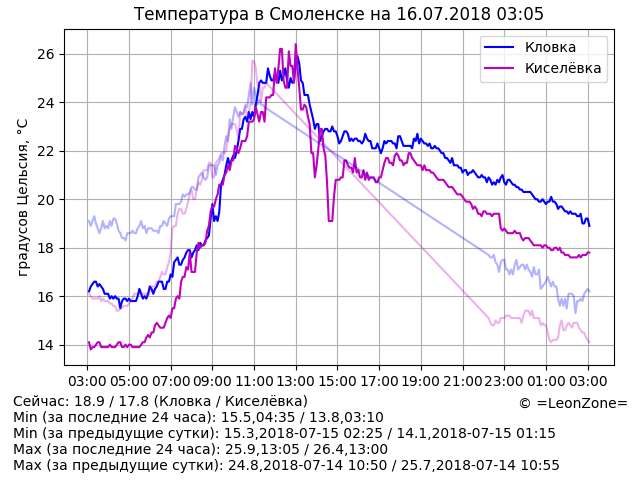 Температура в Смоленске на 16.07.2018 03:05
Кловка
Киселёвка
градусов Цельсия, °C
26
24
22
20
18
16
14
03:00 05:00 07:00 09:00 11:00 13:00 15:00 17:00 19:00 21:00 23:00 01:00 03:00
Сейчас: 18.9 / 17.8 (Кловка / Киселёвка)
© =LeonZone=
Min (за последние 24 часа): 15.5,04:35 / 13.8,03:10
Min (за предыдущие сутки): 15.3,2018-07-15 02:25 / 14.1,2018-07-15 01:15
Max (за последние 24 часа): 25.9,13:05 / 26.4,13:00
Max (за предыдущие сутки): 24.8,2018-07-14 10:50 / 25.7,2018-07-14 10:55